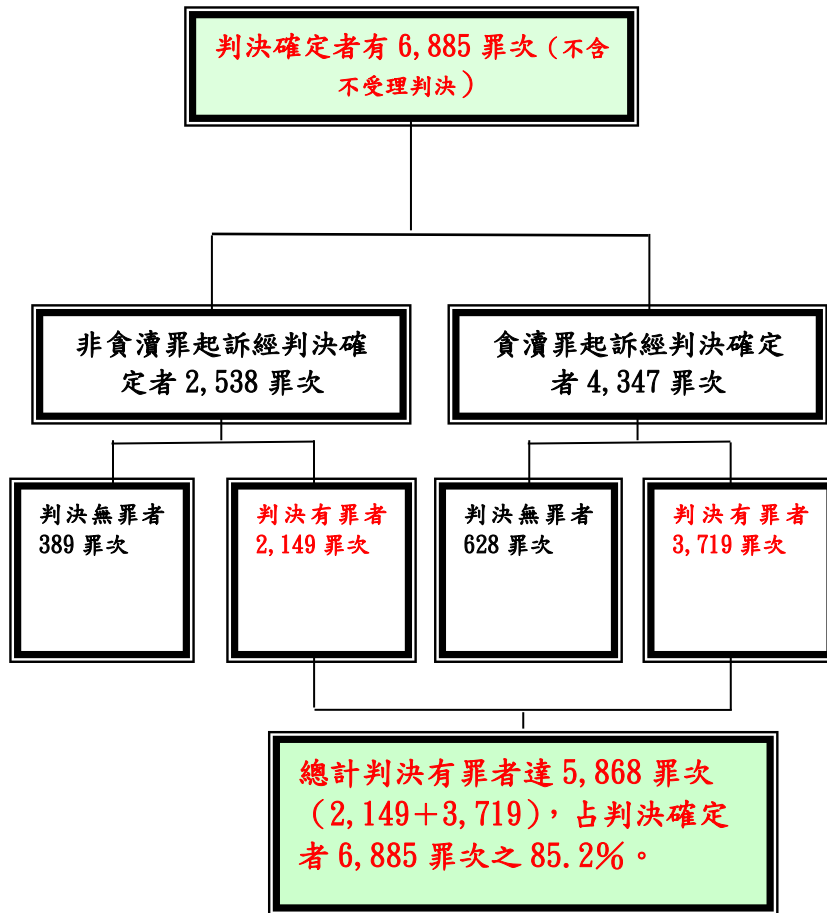 判決確定者有 6,885 罪次（不含
不受理判決）
非貪瀆罪起訴經判決確
定者 2,538 罪次
貪瀆罪起訴經判決確定
者 4,347 罪次
判決無罪者
389 罪次
判決有罪者
2,149 罪次
判決無罪者
628 罪次
判決有罪者
3,719 罪次
總計判決有罪者達 5,868 罪次
（2,149＋3,719），占判決確定
者 6,885 罪次之 85.2％。